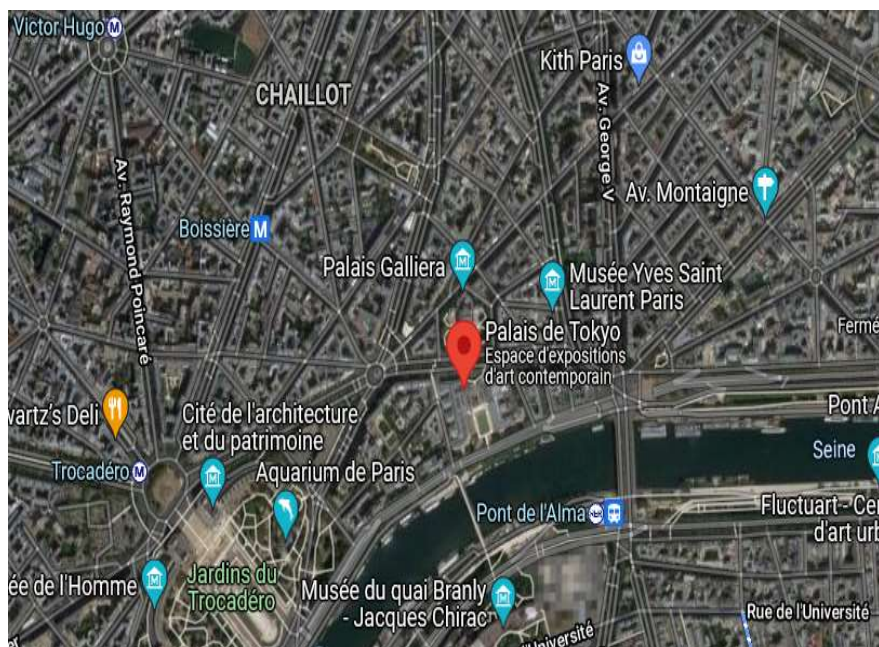 Victor Hugo
Kith Paris
CHAILLOT
Av. George V
Av. Montaigne
Av. Raymond Poincaré
Boissière
Palais Galliera
Musée Yves Saint
Laurent Paris
Palais de Tokyo
Espace d'expositions
d'art contemporain
Fermé
wartz's Deli
Cité de l'architecture
et du patrimoine
Pont A
Trocadéro
Aquarium de Paris
Seine
Pont de l'Alma
Fluctuart - Cen
d'art urb
ée de l'Homme
Jardins du
Trocadéro
Musée du quai Branly
- Jacques Chirac
Rue de l'Université
l'Université